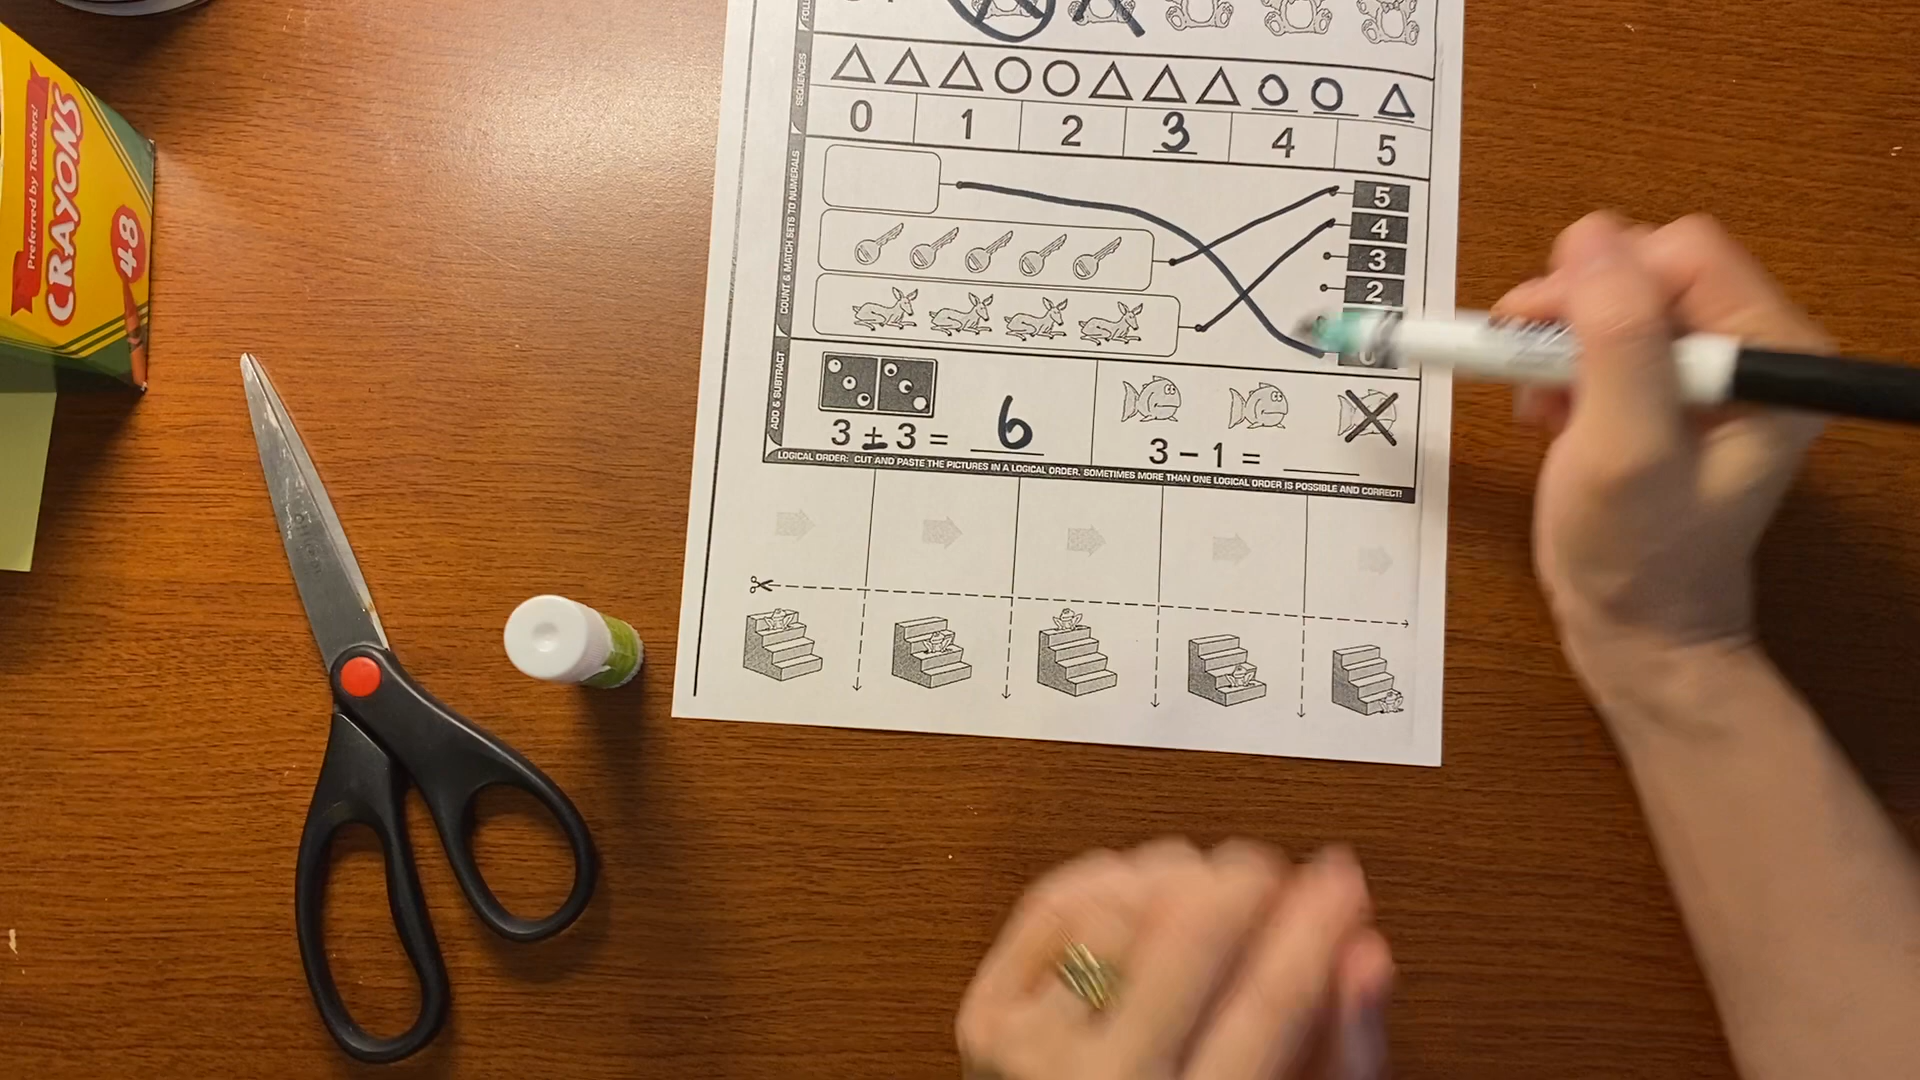 SEQUENCES
0 1 2 3 4 5
COUNT & MATCH SETS TO NUMERALS
5
4
3
2
0
ADD & SUBTRACT
3 + 3 = 6
3 - 1 = ____
LOGICAL ORDER: CUT AND PASTE THE PICTURES IN A LOGICAL ORDER. SOMETIMES MORE THAN ONE LOGICAL ORDER IS POSSIBLE AND CORRECT!
Preferred by Teachers!
CRAYONS
48